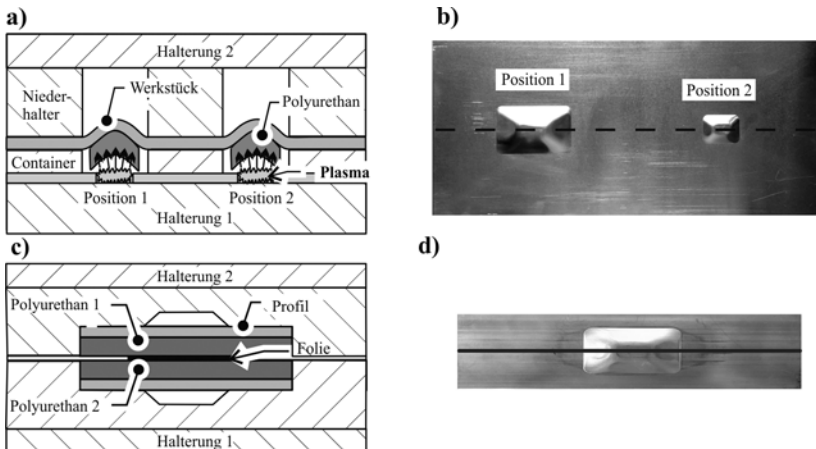 a)
Halterung 2
Nieder-
halter
Werkstück
Polyurethan
Container
Plasma
Position 1
Position 2
Halterung 1
b)
Position 1
Position 2
c)
Halterung 2
Polyurethan 1
Profil
Folie
Polyurethan 2
Halterung 1
d)